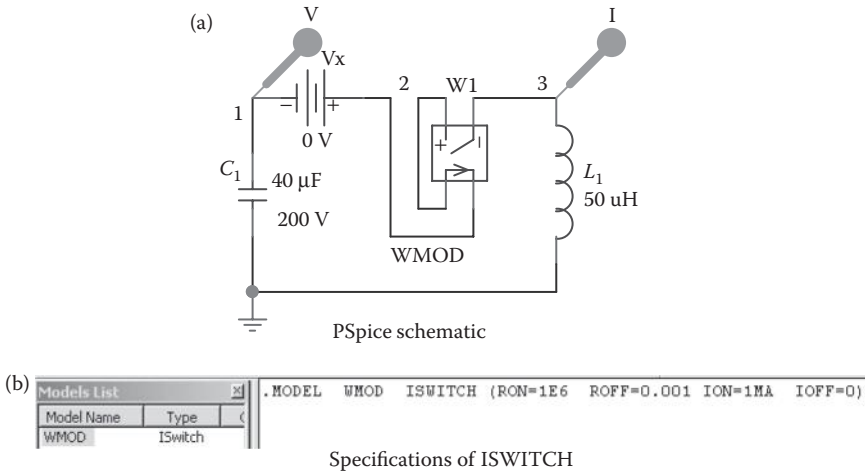 (a)
V
I
Vx
1
− +
2
W1
3
0 V
+ −
C1
40 μF
200 V
L1
50 uH
WMOD
PSpice schematic
(b)
Models List
Model Name Type
WMOD ISwitch
.MODEL WMOD ISWITCH (RON=1E6 ROFF=0.001 ION=1MA IOFF=0)
Specifications of ISWITCH